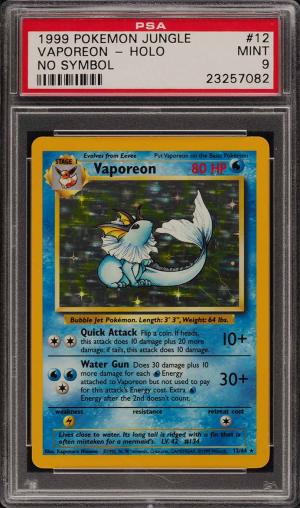 PSA
1999 POKEMON JUNGLE #12
VAPOREON - HOLO MINT
NO SYMBOL 9
23257082
STAGE 1 Evolves from Eevee Put Vaporeon on the Basic Pokémon
Vaporeon 80 HP
Bubble Jet Pokémon. Length: 3' 3", Weight: 64 lbs.
Quick Attack Flip a coin. If heads,
this attack does 10 damage plus 20 more
damage; if tails, this attack does 10 damage.
10+
Water Gun Does 30 damage plus 10
more damage for each Energy
attached to Vaporeon but not used to pay
for this attack's Energy cost. Extra
Energy after the 2nd doesn't count.
30+
weakness resistance retreat cost
Lives close to water. Its long tail is ridged with a fin that is
often mistaken for a mermaid's. LV. 42 #134
Illus. Kagemaru Himeno
12/64